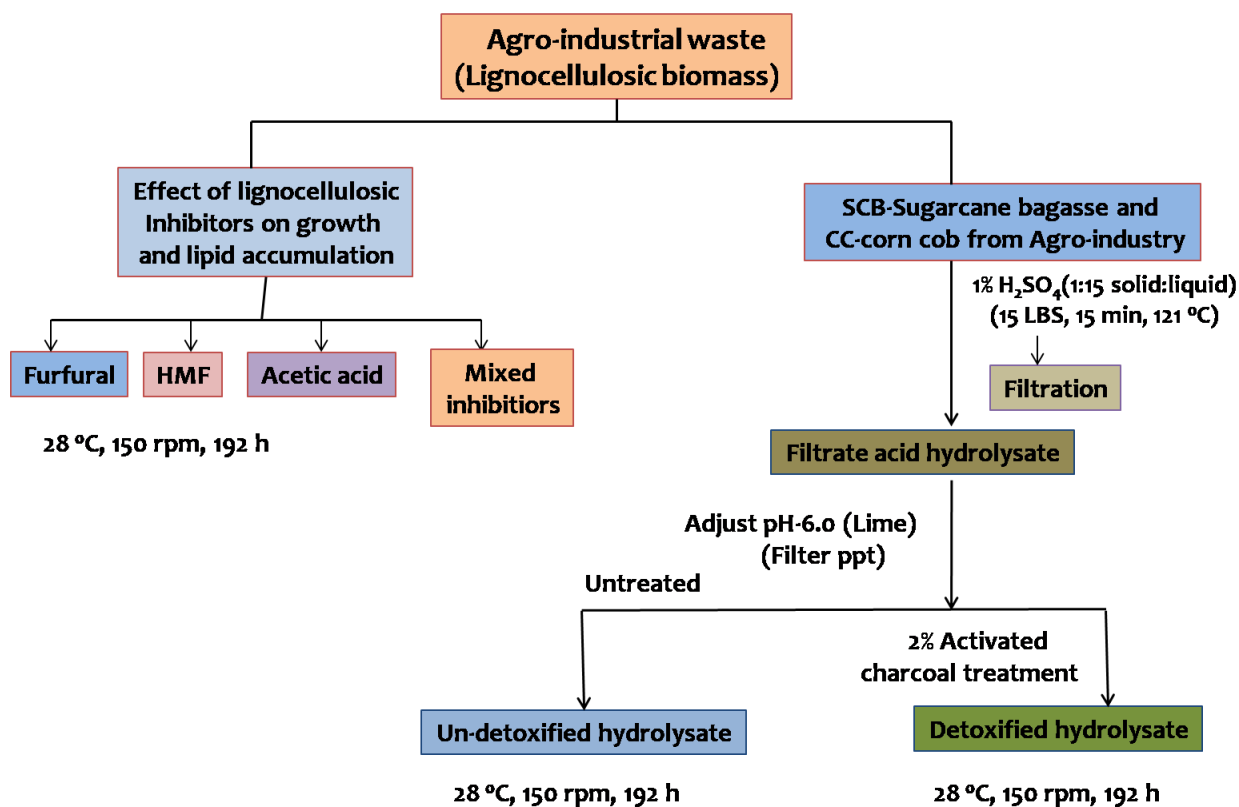 Agro-industrial waste
(Lignocellulosic biomass)
Effect of lignocellulosic
Inhibitors on growth
and lipid accumulation
SCB-Sugarcane bagasse and
CC-corn cob from Agro-industry
1% H₂SO₄(1:15 solid:liquid)
(15 LBS, 15 min, 121 ºC)
Furfural
HMF
Acetic acid
Mixed
inhibitiors
Filtration
28 ºC, 150 rpm, 192 h
Filtrate acid hydrolysate
Adjust pH-6.0 (Lime)
(Filter ppt)
Untreated
2% Activated
charcoal treatment
Un-detoxified hydrolysate
Detoxified hydrolysate
28 ºC, 150 rpm, 192 h
28 ºC, 150 rpm, 192 h